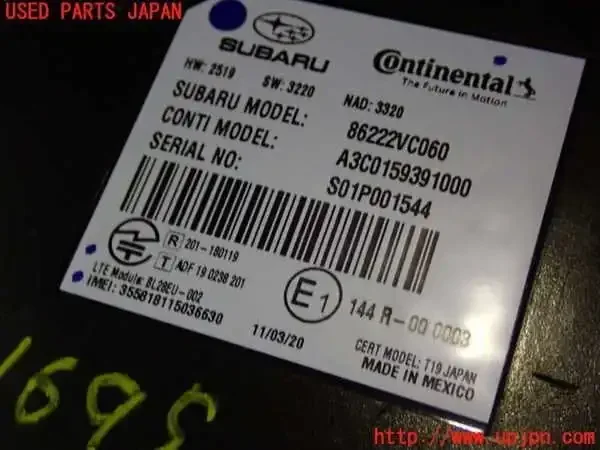 USED PARTS JAPAN
SUBARU
Continental
The Future in Motion
HW: 2519 SW: 3220 NAD: 3320
SUBARU MODEL: 86222VC060
CONTI MODEL: A3C0159391000
SERIAL NO: S01P001544
R 201-180119
T ADF 19 0238 201
LTE Module: BL28EU-002
IMEI: 355818115036630
11/03/20
E1
144 R-00 0003
CERT MODEL: T19 JAPAN
MADE IN MEXICO
1695
http://www.upjpn.com/